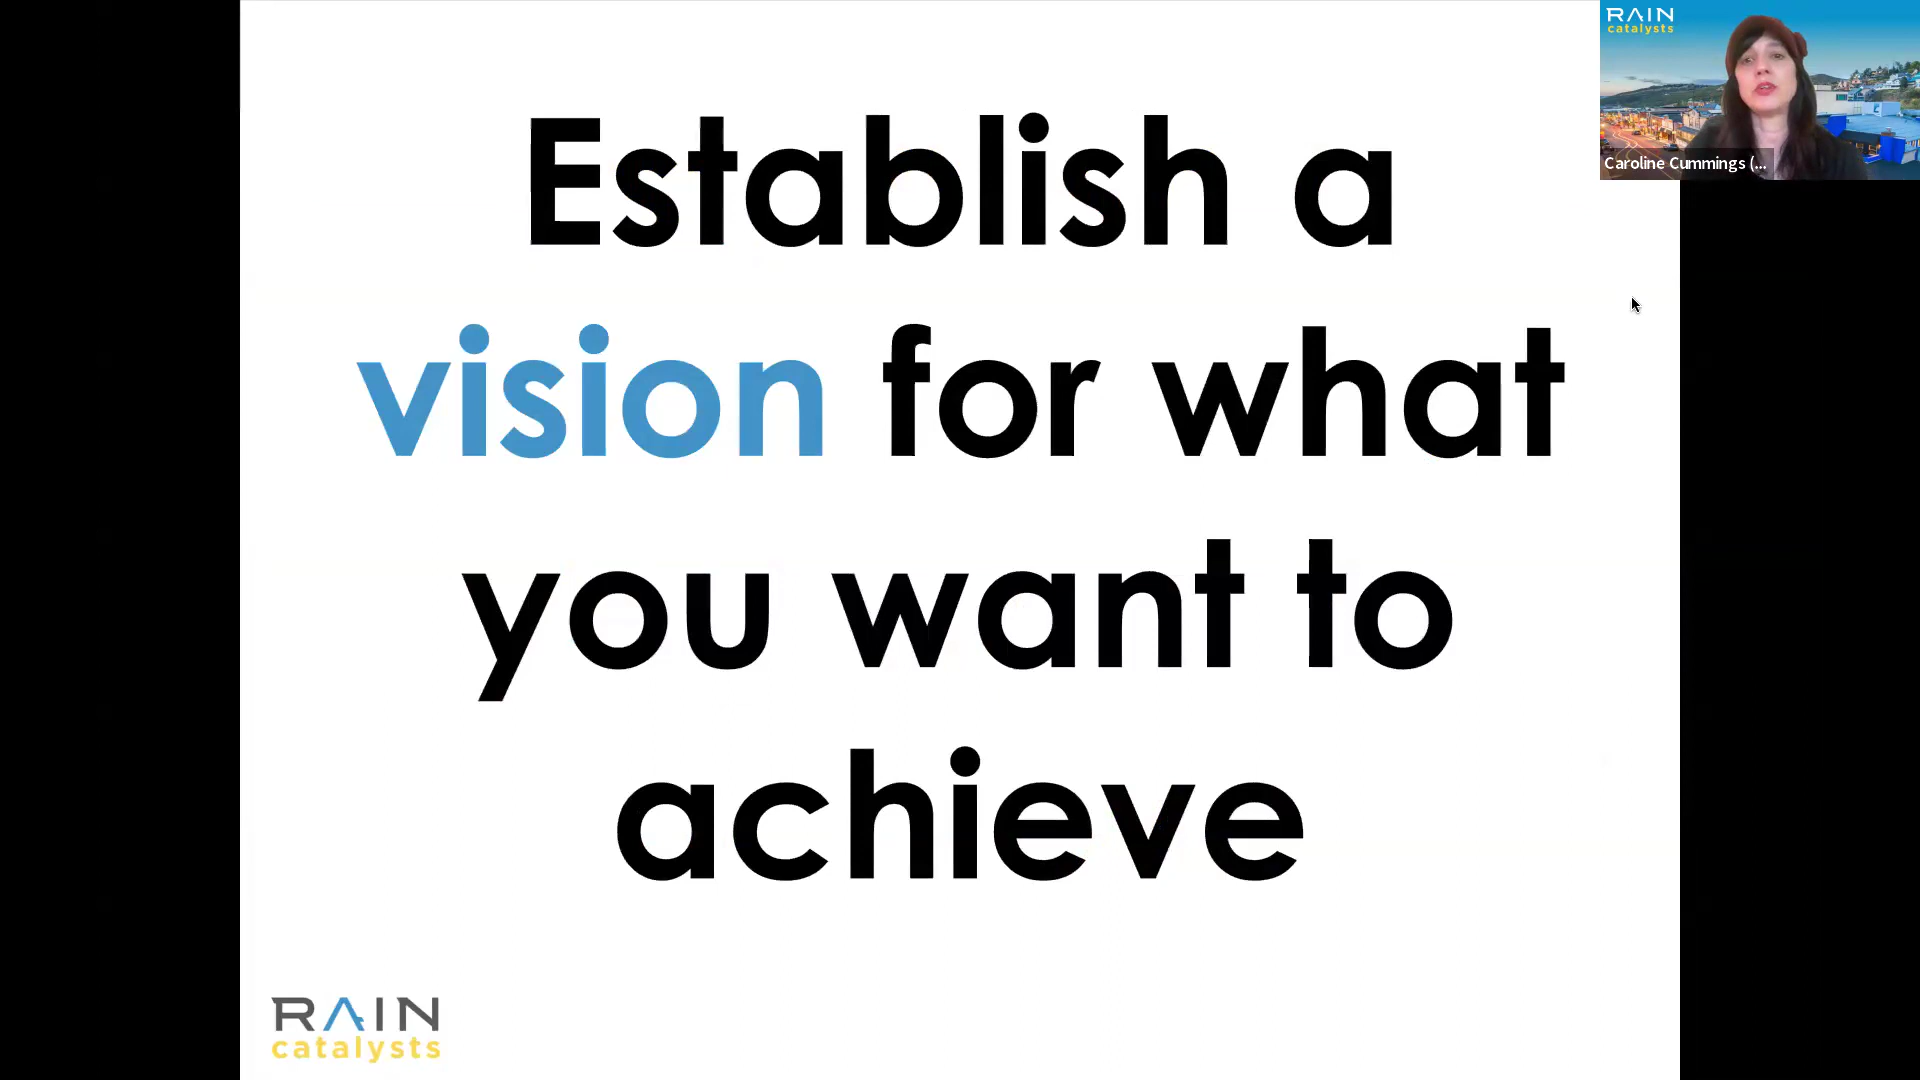 Establish a
vision for what
you want to
achieve
RAIN
catalysts
RAIN
catalysts
Caroline Cummings (...